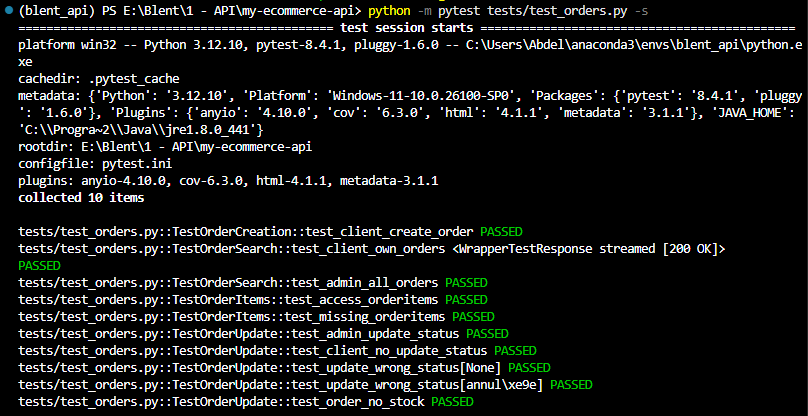 (blent_api) PS E:\Blent\1 - API\my-ecommerce-api> python -m pytest tests/test_orders.py -s
============================================ test session starts ============================================
platform win32 -- Python 3.12.10, pytest-8.4.1, pluggy-1.6.0 -- C:\Users\Abdel\anaconda3\envs\blent_api\python.e
xe
cachedir: .pytest_cache
metadata: {'Python': '3.12.10', 'Platform': 'Windows-11-10.0.26100-SP0', 'Packages': {'pytest': '8.4.1', 'pluggy
': '1.6.0'}, 'Plugins': {'anyio': '4.10.0', 'cov': '6.3.0', 'html': '4.1.1', 'metadata': '3.1.1'}, 'JAVA_HOME':
'C:\\Progra~2\\Java\\jre1.8.0_441'}
rootdir: E:\Blent\1 - API\my-ecommerce-api
configfile: pytest.ini
plugins: anyio-4.10.0, cov-6.3.0, html-4.1.1, metadata-3.1.1
collected 10 items
tests/test_orders.py::TestOrderCreation::test_client_create_order PASSED
tests/test_orders.py::TestOrderSearch::test_client_own_orders <WrapperTestResponse streamed [200 OK]>
PASSED
tests/test_orders.py::TestOrderSearch::test_admin_all_orders PASSED
tests/test_orders.py::TestOrderItems::test_access_orderitems PASSED
tests/test_orders.py::TestOrderItems::test_missing_orderitems PASSED
tests/test_orders.py::TestOrderUpdate::test_admin_update_status PASSED
tests/test_orders.py::TestOrderUpdate::test_client_no_update_status PASSED
tests/test_orders.py::TestOrderUpdate::test_update_wrong_status[None] PASSED
tests/test_orders.py::TestOrderUpdate::test_update_wrong_status[annul\xe9e] PASSED
tests/test_orders.py::TestOrderUpdate::test_order_no_stock PASSED